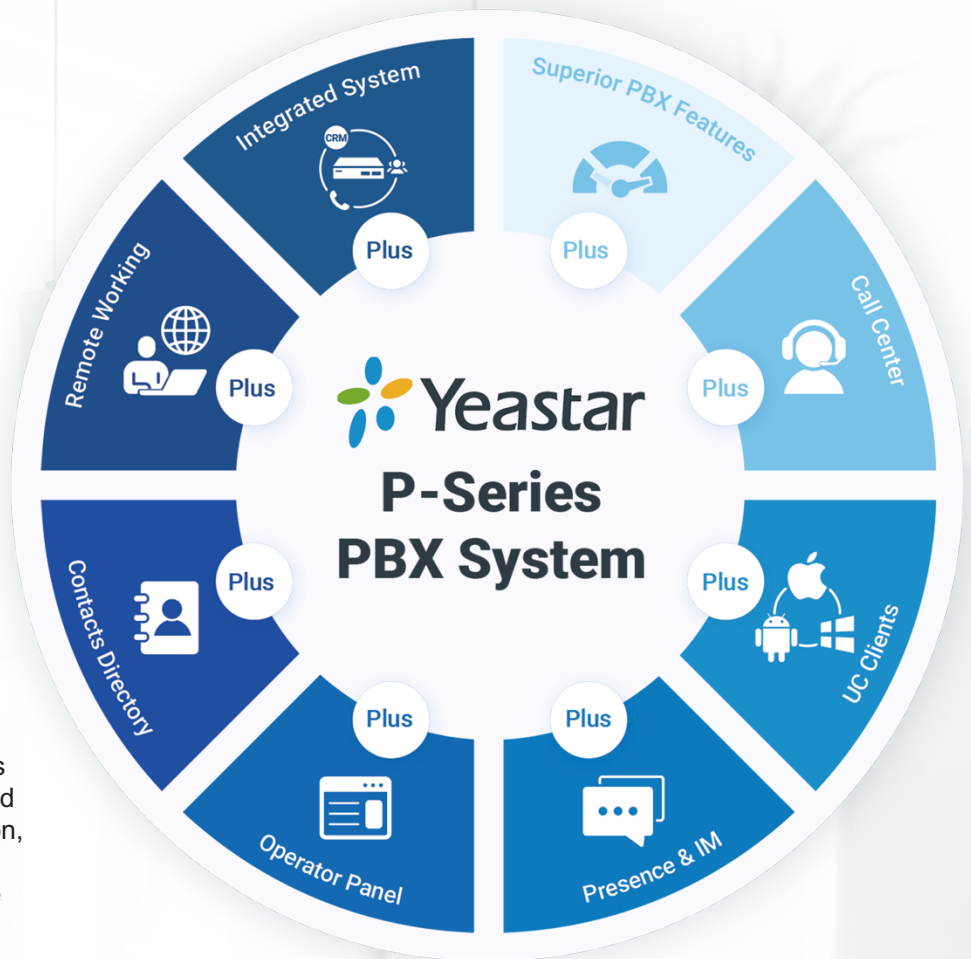 Integrated System
CRM
Superior PBX Features
Plus
Plus
Remote Working
Call Center
Plus
Plus
Yeastar
P-Series
PBX System
Contacts Directory
Plus
Plus
UC Clients
Plus
Plus
Operator Panel
Presence & IM